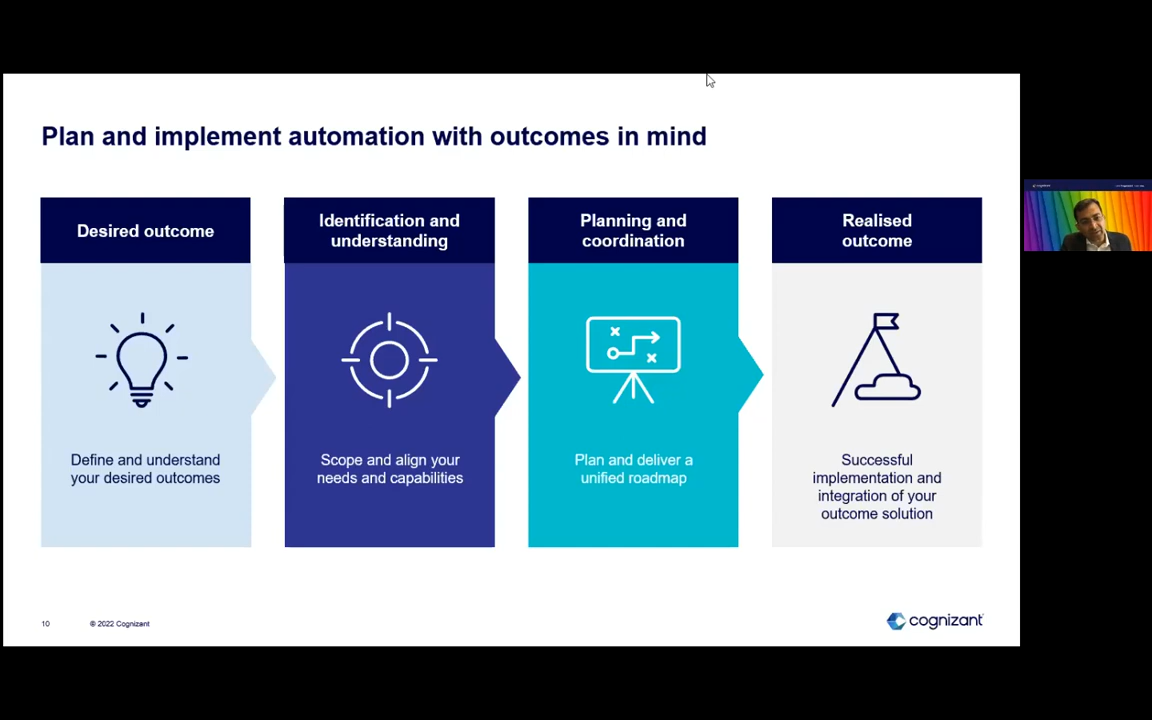 Plan and implement automation with outcomes in mind
Desired outcome
Define and understand
your desired outcomes
Identification and
understanding
Scope and align your
needs and capabilities
Planning and
coordination
Plan and deliver a
unified roadmap
Realised
outcome
Successful
implementation and
integration of your
outcome solution
10
© 2022 Cognizant
cognizant